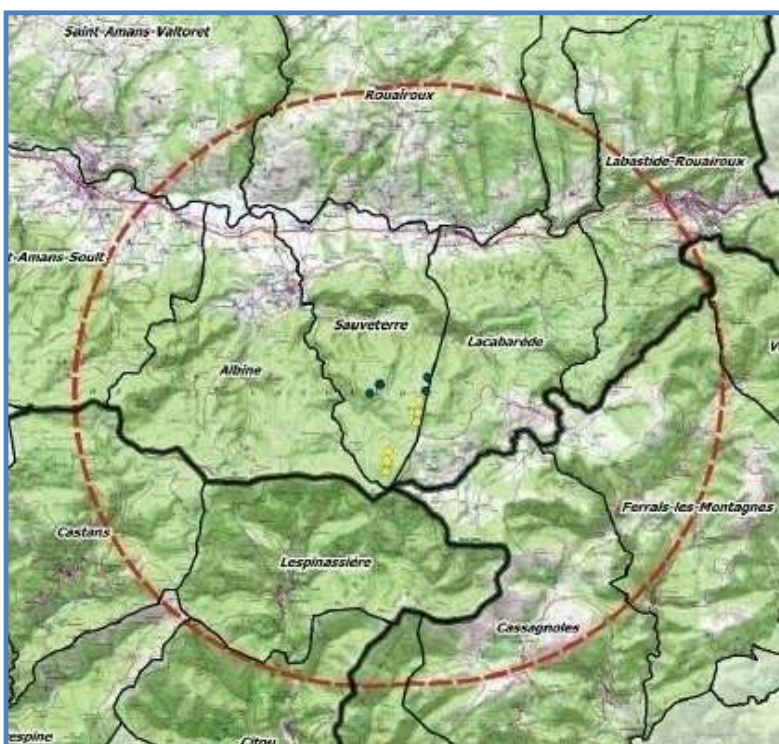 Saint-Amans-Valtoret
Rouairoux
Labastide-Rouairoux
t-Amans-Soult
Sauveterre
Lacabarède
Albine
Ferrals-les-Montagnes
Castans
Lespinassière
Cassagnoles
espine
Citou